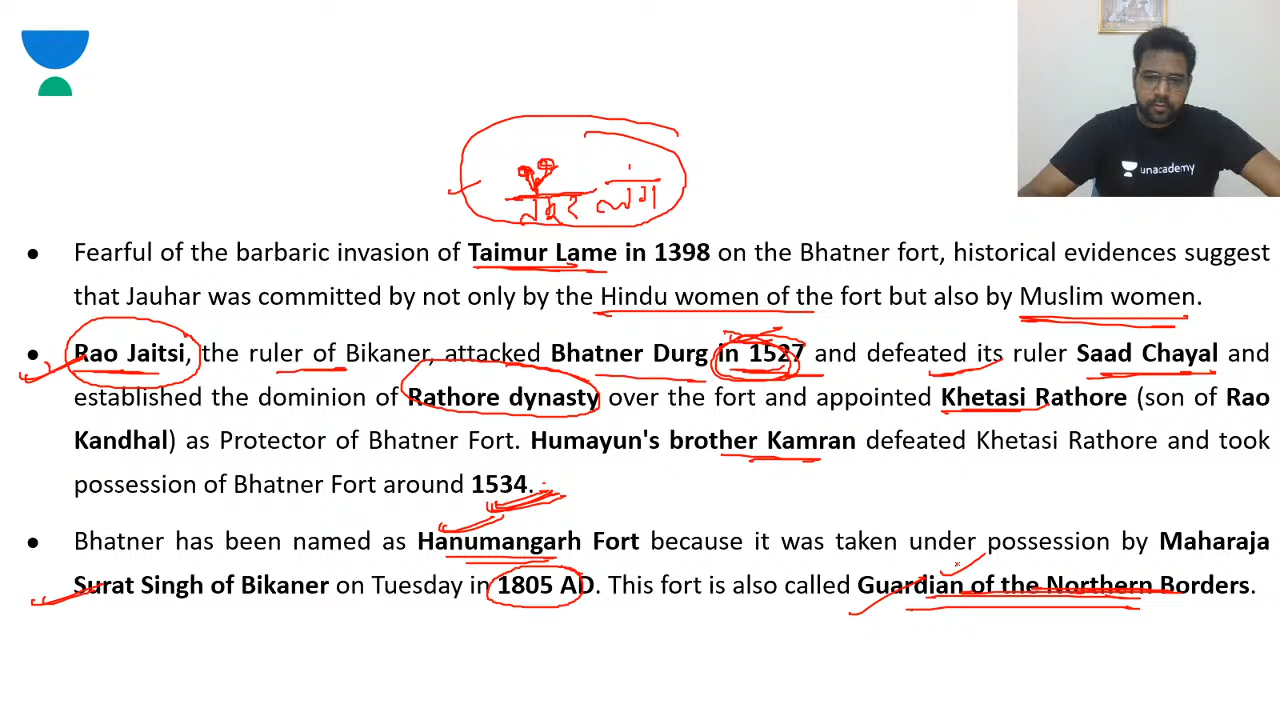 unacademy
तैमूर लंग
● Fearful of the barbaric invasion of Taimur Lame in 1398 on the Bhatner fort, historical evidences suggest
that Jauhar was committed by not only by the Hindu women of the fort but also by Muslim women.
● Rao Jaitsi, the ruler of Bikaner, attacked Bhatner Durg in 1527 and defeated its ruler Saad Chayal and
established the dominion of Rathore dynasty over the fort and appointed Khetasi Rathore (son of Rao
Kandhal) as Protector of Bhatner Fort. Humayun's brother Kamran defeated Khetasi Rathore and took
possession of Bhatner Fort around 1534.
● Bhatner has been named as Hanumangarh Fort because it was taken under possession by Maharaja
Surat Singh of Bikaner on Tuesday in 1805 AD. This fort is also called Guardian of the Northern Borders.